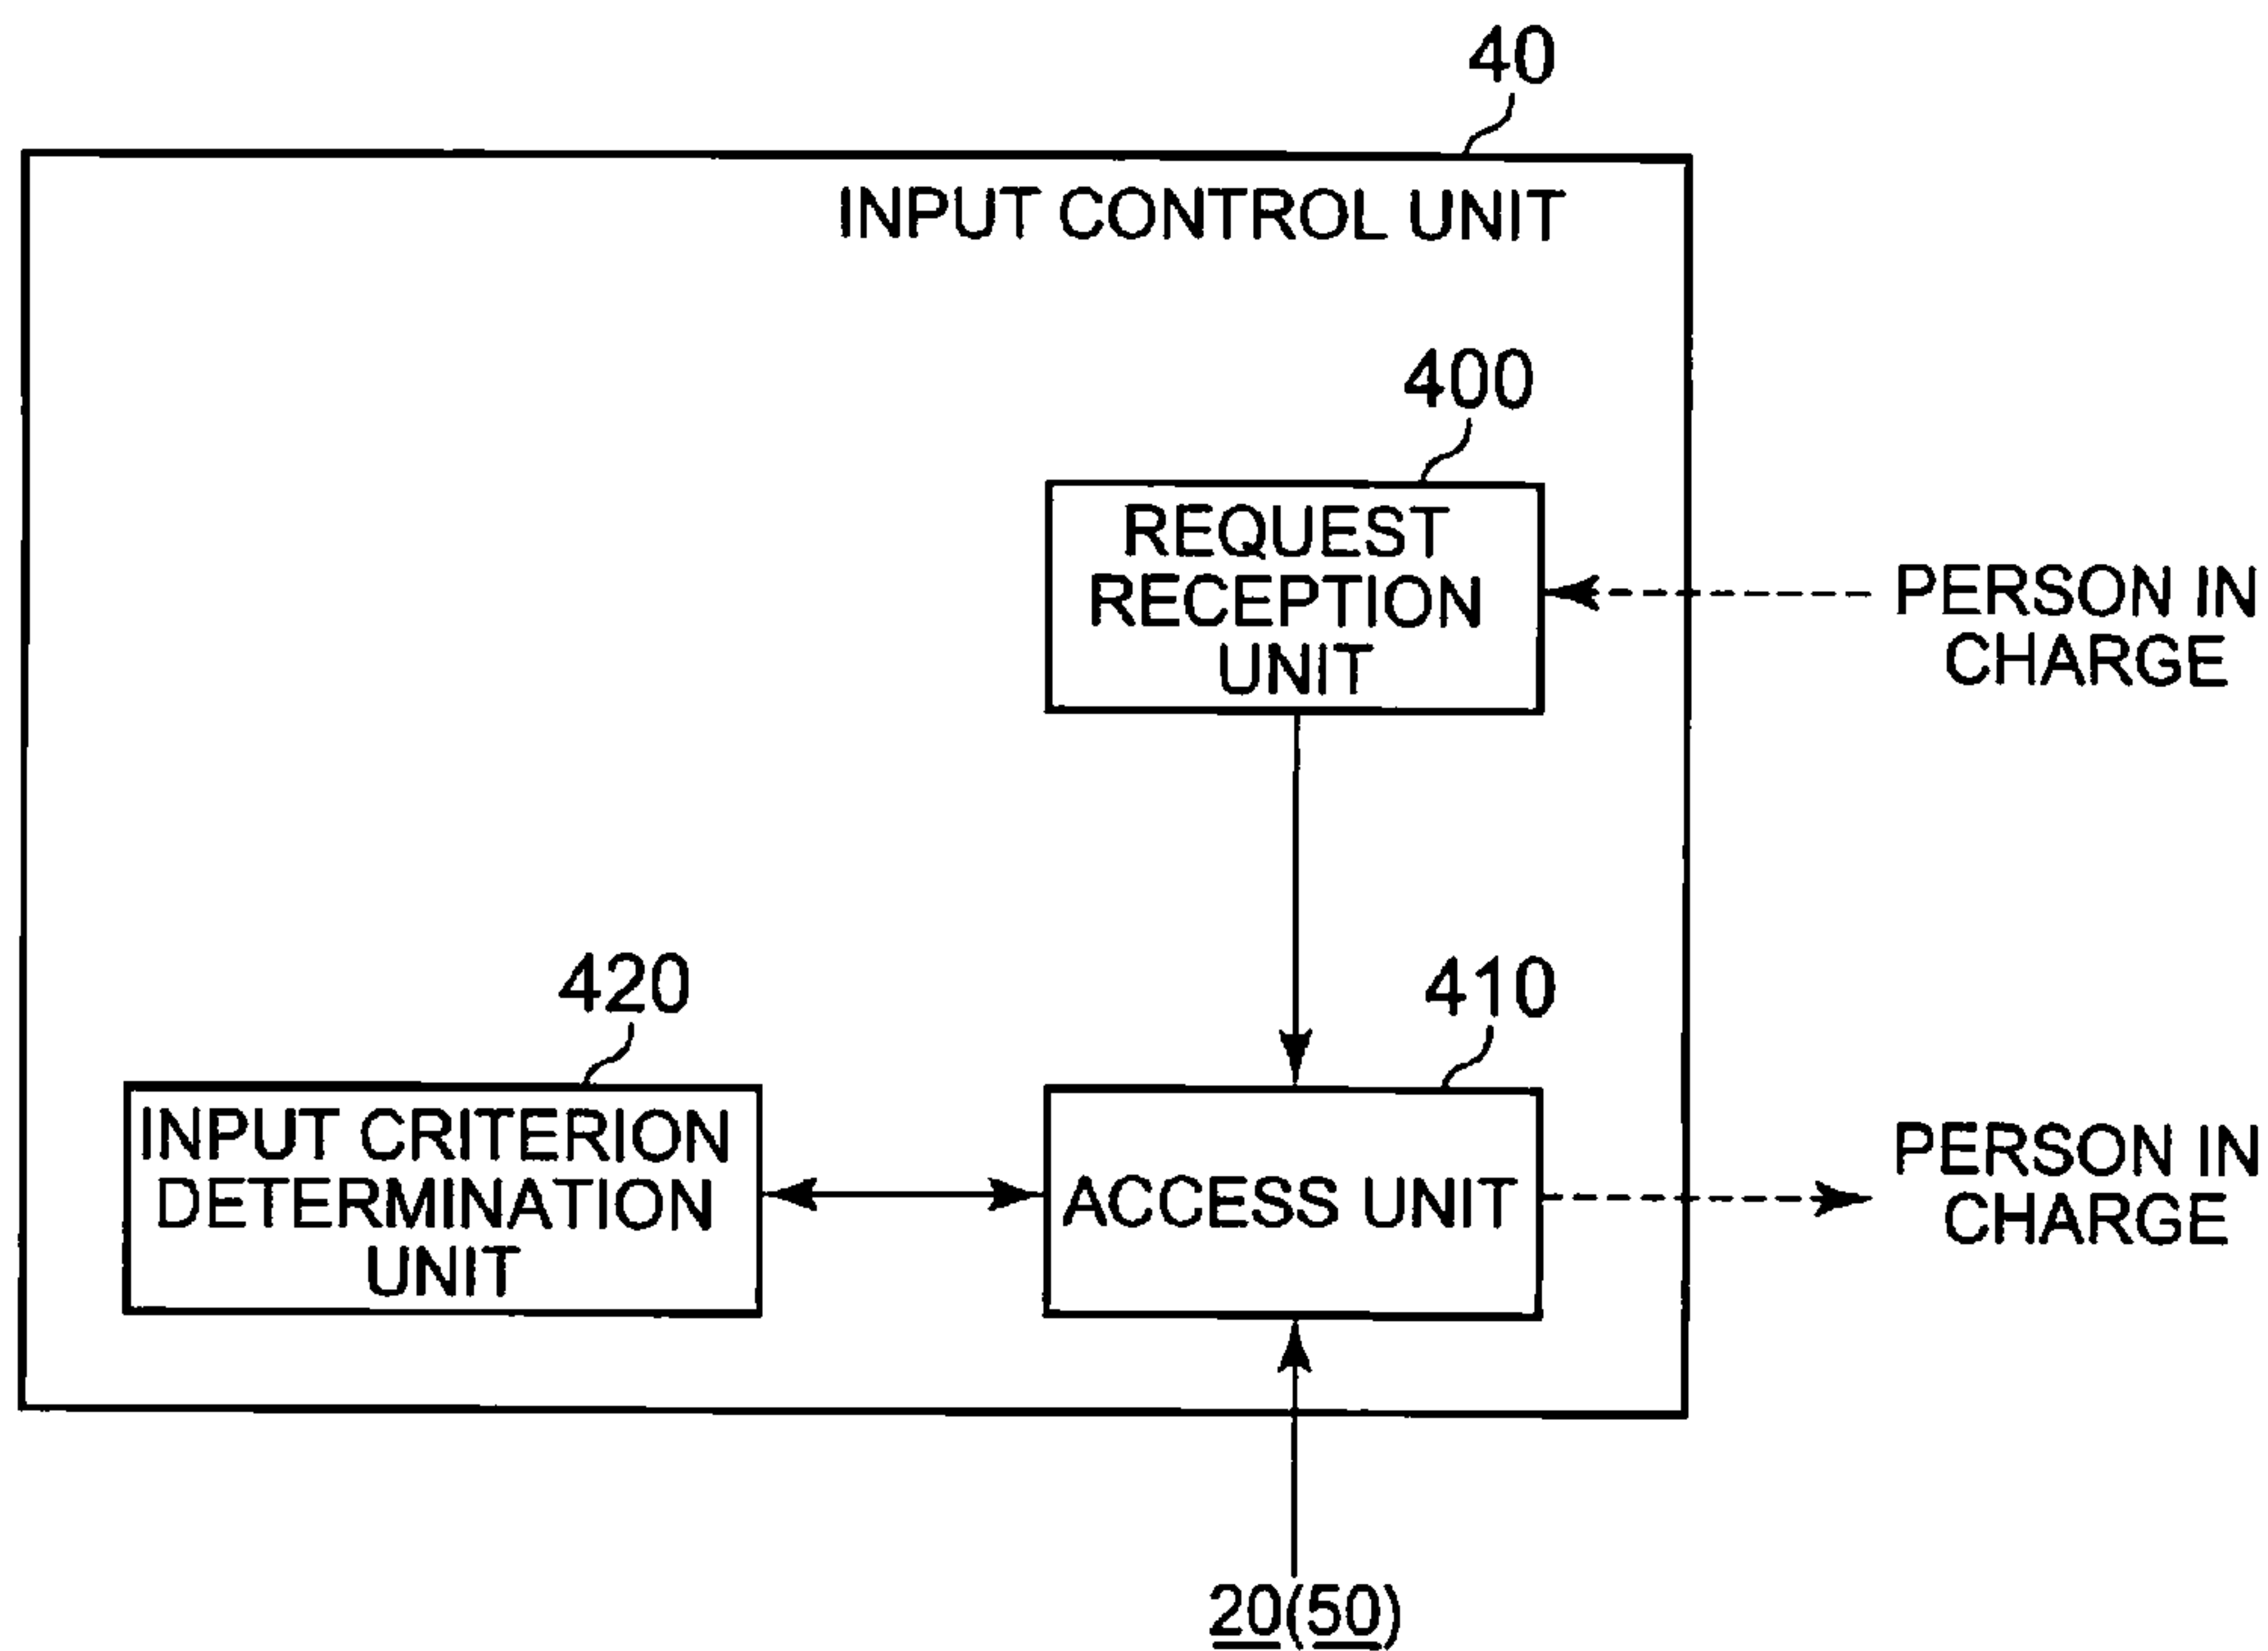 40
INPUT CONTROL UNIT
400
REQUEST
RECEPTION
UNIT
PERSON IN
CHARGE
420
INPUT CRITERION
DETERMINATION
UNIT
410
ACCESS UNIT
PERSON IN
CHARGE
20(50)